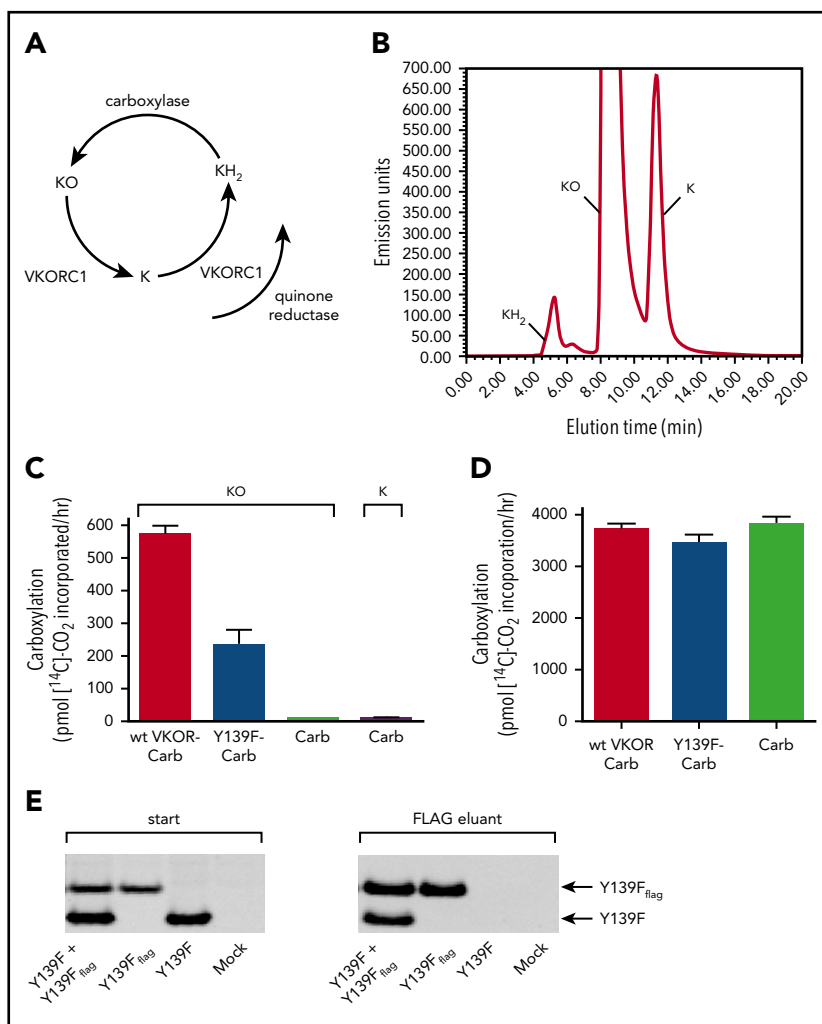 A
carboxylase
KO
KH2
VKORC1
K
VKORC1
quinone
reductase
B
Emission units
700.00
650.00
600.00
550.00
500.00
450.00
400.00
350.00
300.00
250.00
200.00
150.00
100.00
50.00
0.00
KH2
KO
K
0.00 2.00 4.00 6.00 8.00 10.00 12.00 14.00 16.00 18.00 20.00
Elution time (min)
C
Carboxylation
(pmol [14C]-CO2 incorporated/hr)
KO K
600
500
400
300
200
100
0
wt VKOR-
Carb
Y139F-
Carb
Carb
Carb
D
Carboxylation
(pmol [14C]-CO2 incoporation/hr)
4000
3000
2000
1000
0
wt VKOR
Carb
Y139F-
Carb
Carb
E
start
Y139F +
Y139Fflag
Y139Fflag
Y139F
Mock
FLAG eluant
Y139Fflag
Y139F
Y139F +
Y139Fflag
Y139Fflag
Y139F
Mock